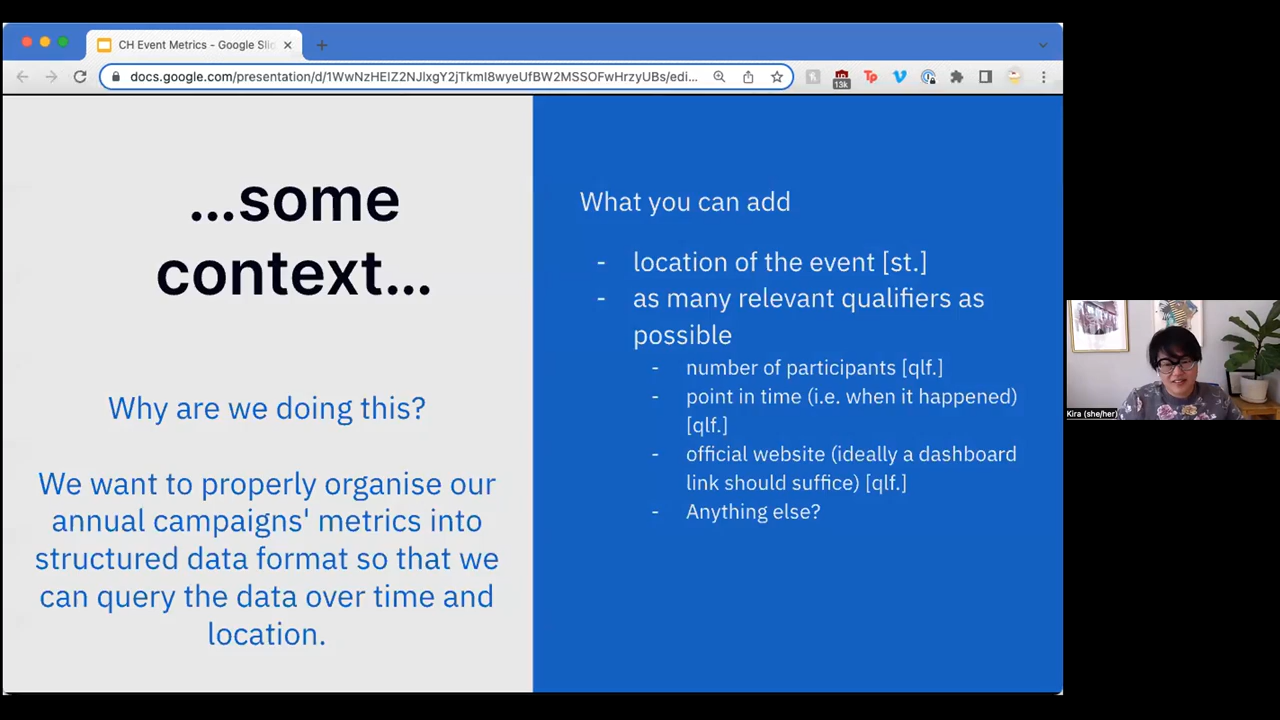 CH Event Metrics - Google Slid
docs.google.com/presentation/d/1WwNzHEIZ2NJlxgY2jTkmI8wyeUfBW2MSSOFwHrzyUBs/edi...
13k
Tp
...some
context...
Why are we doing this?
We want to properly organise our
annual campaigns' metrics into
structured data format so that we
can query the data over time and
location.
What you can add
- location of the event [st.]
- as many relevant qualifiers as
possible
- number of participants [qlf.]
- point in time (i.e. when it happened)
[qlf.]
- official website (ideally a dashboard
link should suffice) [qlf.]
- Anything else?
Kira (she/her)